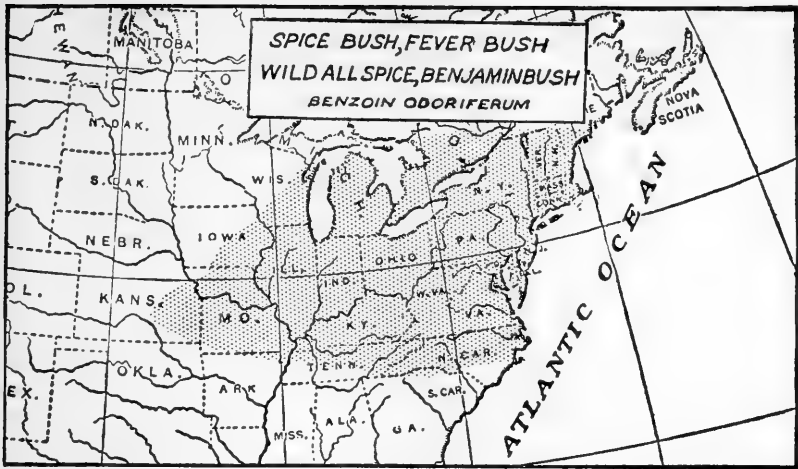 SPICE BUSH, FEVER BUSH
WILD ALLSPICE, BENJAMINBUSH
BENZOIN ODORIFERUM
MANITOBA
NOVA
SCOTIA
N. DAK.
MINN.
S. DAK.
WIS.
N.Y.
NEBR.
IOWA
PA.
ILL.
IND.
OHIO
W.VA.
VA.
KANS.
MO.
KY.
TENN.
N. CAR.
OKLA.
ARK
S. CAR.
MISS.
ALA.
GA.
ATLANTIC OCEAN